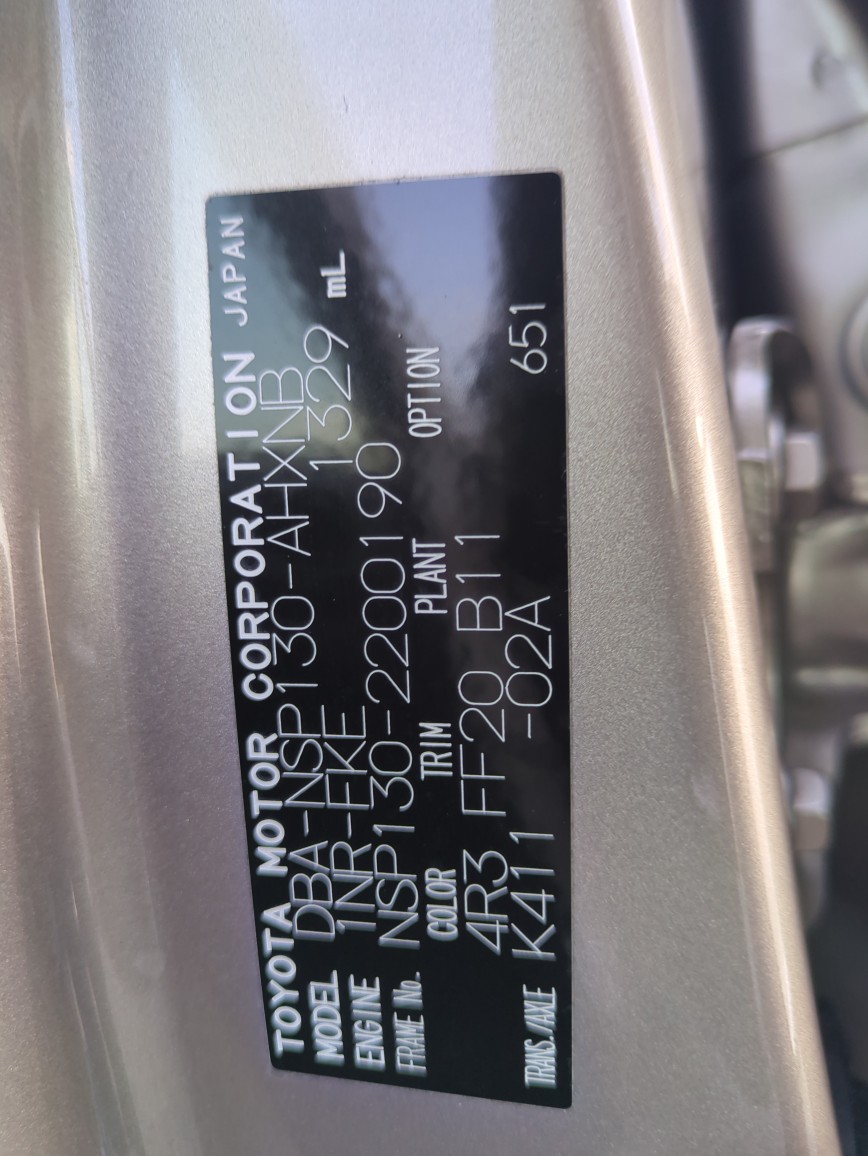 TOYOTA MOTOR CORPORATION JAPAN
MODEL DBA-NSP130-AHXNB
ENGINE 1NR-FKE 1329 mL
FRAME No. NSP130-2200190
COLOR TRIM PLANT OPTION
4R3 FF20 B11
TRANS./AXLE K411 -02A 651